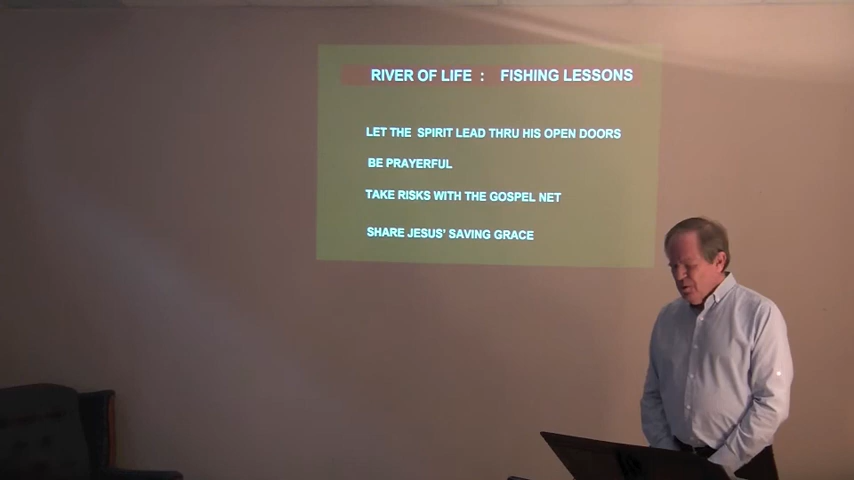 RIVER OF LIFE : FISHING LESSONS
LET THE SPIRIT LEAD THRU HIS OPEN DOORS
BE PRAYERFUL
TAKE RISKS WITH THE GOSPEL NET
SHARE JESUS' SAVING GRACE